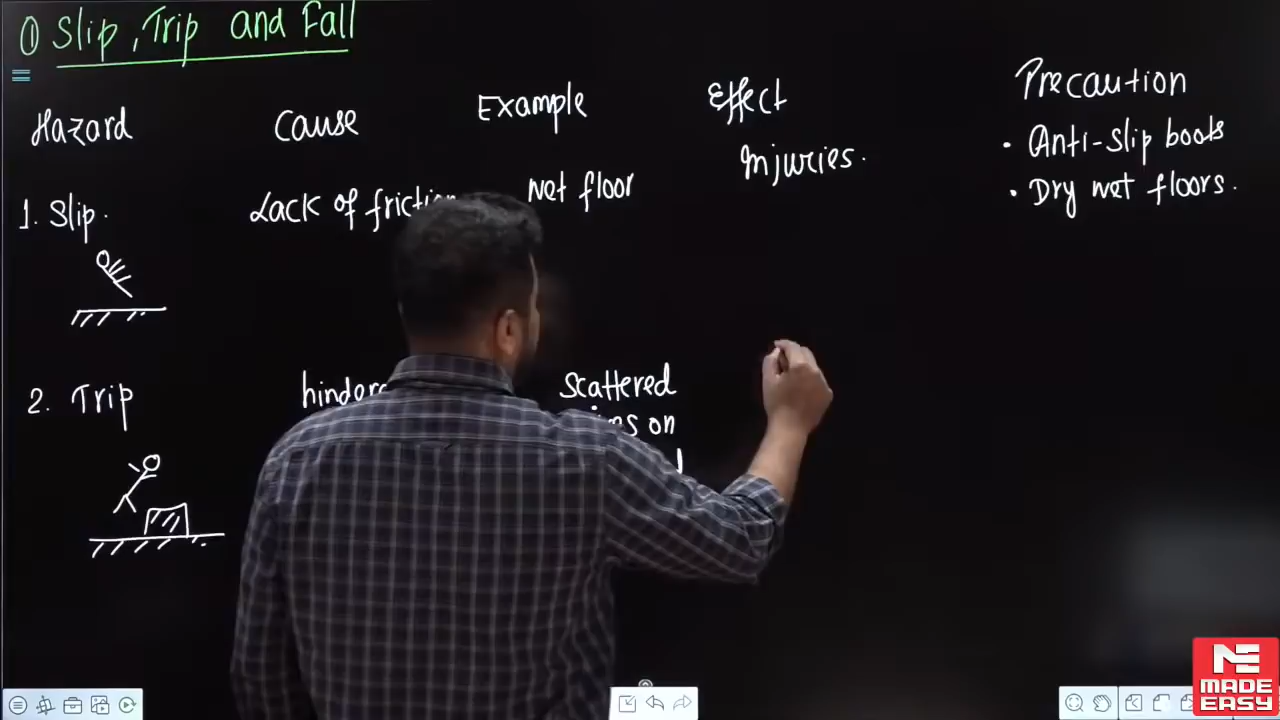 ① Slip, Trip and Fall
Hazard Cause Example Effect Precaution
1. Slip. Lack of friction Wet floor Injuries. • Anti-slip boots
• Dry wet floors.
2. Trip Scattered
on
MADE
EASY